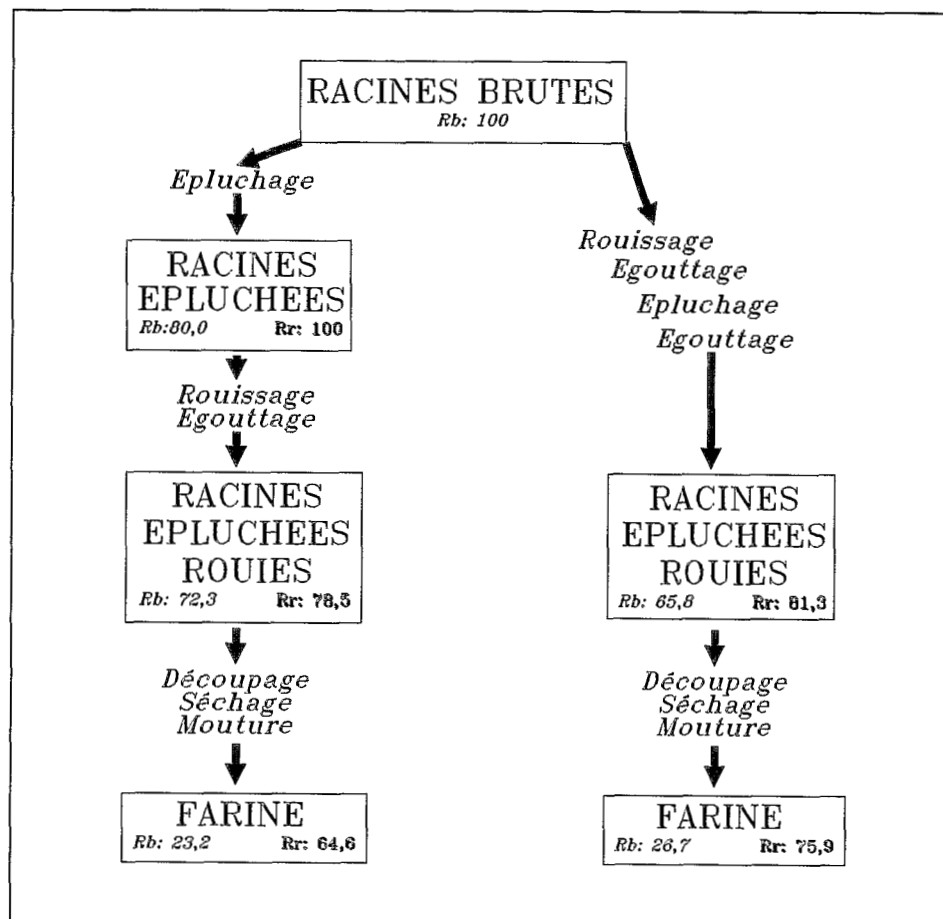 RACINES BRUTES
Rb: 100
Epluchage
RACINES
EPLUCHEES
Rb:80,0 Rr: 100
Rouissage
Egouttage
RACINES
EPLUCHEES
ROUIES
Rb: 72,3 Rr: 78,5
Découpage
Séchage
Mouture
FARINE
Rb: 23,2 Rr: 64,6
Rouissage
Egouttage
Epluchage
Egouttage
RACINES
EPLUCHEES
ROUIES
Rb: 65,8 Rr: 81,3
Découpage
Séchage
Mouture
FARINE
Rb: 26,7 Rr: 75,9